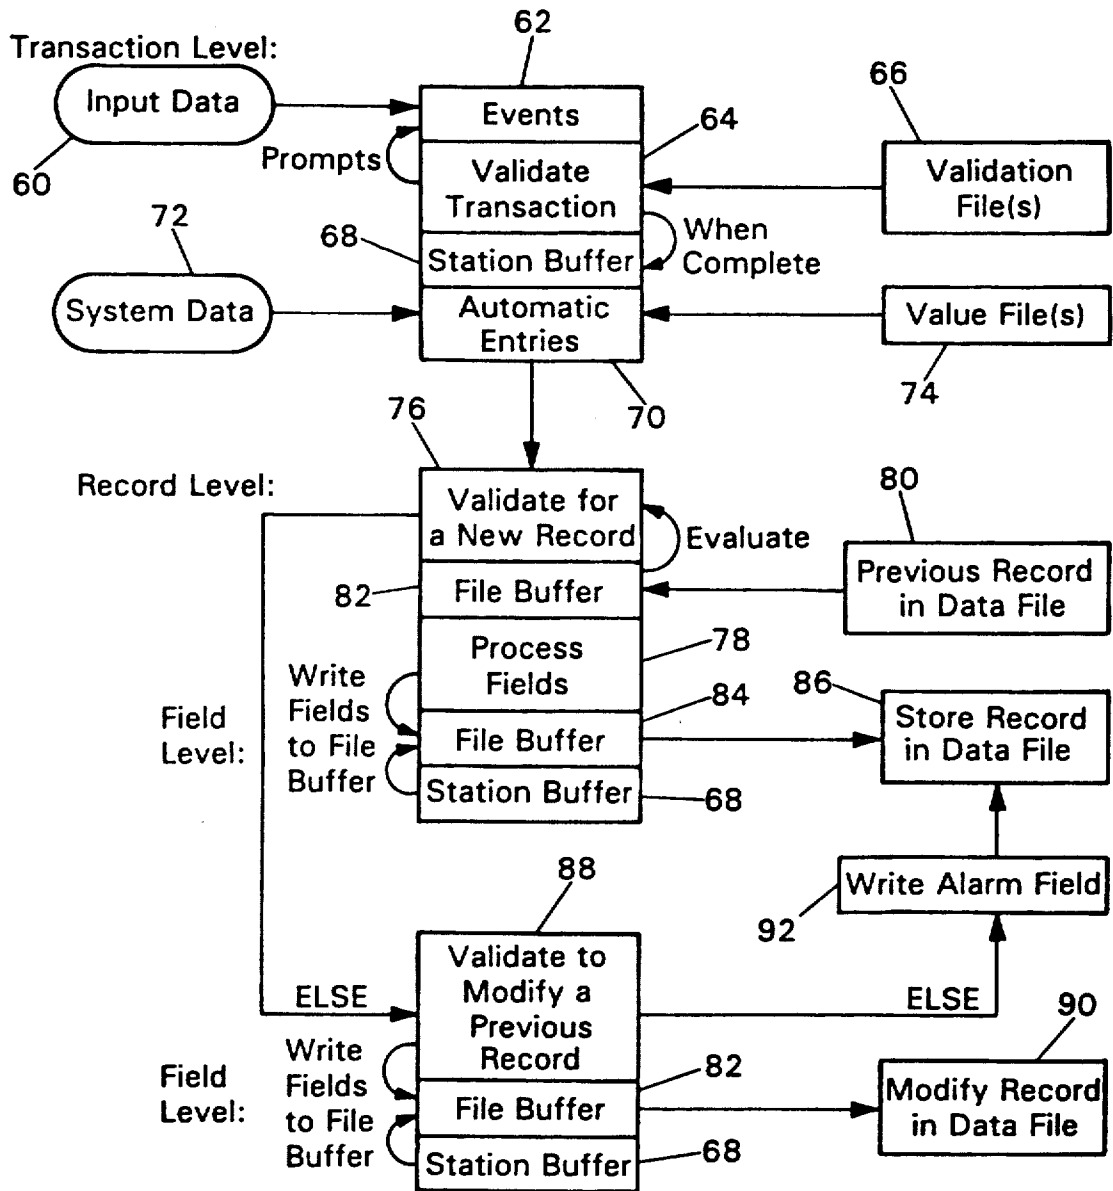 62
Transaction Level:
Input Data
60
Events
Prompts
64
Validate
Transaction
66
Validation
File(s)
72
68
When
Complete
Station Buffer
System Data
Automatic
Entries
70
Value File(s)
74
76
Record Level:
Validate for
a New Record
Evaluate
80
Previous Record
in Data File
82
File Buffer
78
Process
Fields
Write
Fields
to File
Buffer
Field
Level:
84
File Buffer
86
Store Record
in Data File
Station Buffer
68
88
92
Write Alarm Field
Validate to
Modify a
Previous
Record
ELSE
ELSE
90
Write
Fields
to File
Buffer
Field
Level:
82
File Buffer
Modify Record
in Data File
Station Buffer
68